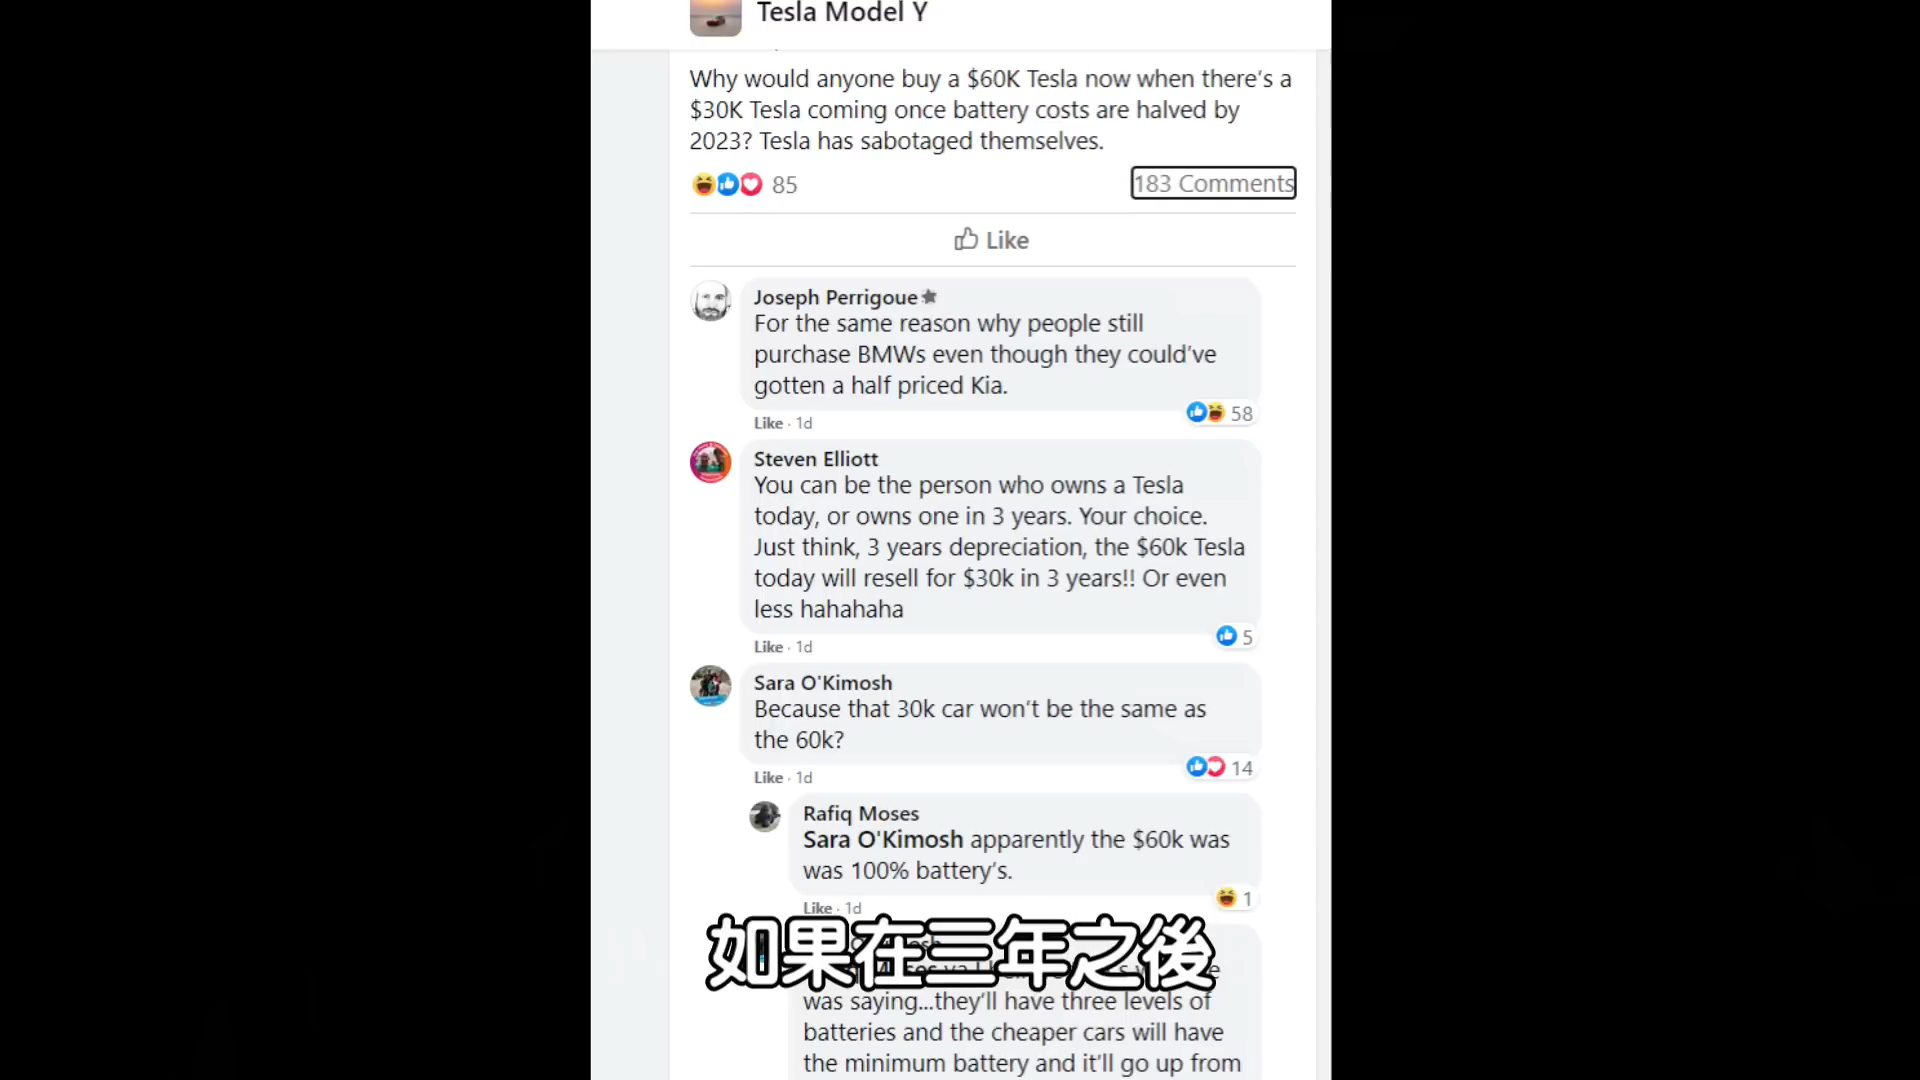 Tesla Model Y
Why would anyone buy a $60K Tesla now when there's a
$30K Tesla coming once battery costs are halved by
2023? Tesla has sabotaged themselves.
85
183 Comments
Like
Joseph Perrigoue
For the same reason why people still
purchase BMWs even though they could've
gotten a half priced Kia.
58
Like · 1d
Steven Elliott
You can be the person who owns a Tesla
today, or owns one in 3 years. Your choice.
Just think, 3 years depreciation, the $60k Tesla
today will resell for $30k in 3 years!! Or even
less hahahaha
5
Like · 1d
Sara O'Kimosh
Because that 30k car won't be the same as
the 60k?
14
Like · 1d
Rafiq Moses
Sara O'Kimosh apparently the $60k was
was 100% battery's.
1
Like · 1d
如果在三年之後
was saying...they'll have three levels of
batteries and the cheaper cars will have
the minimum battery and it'll go up from